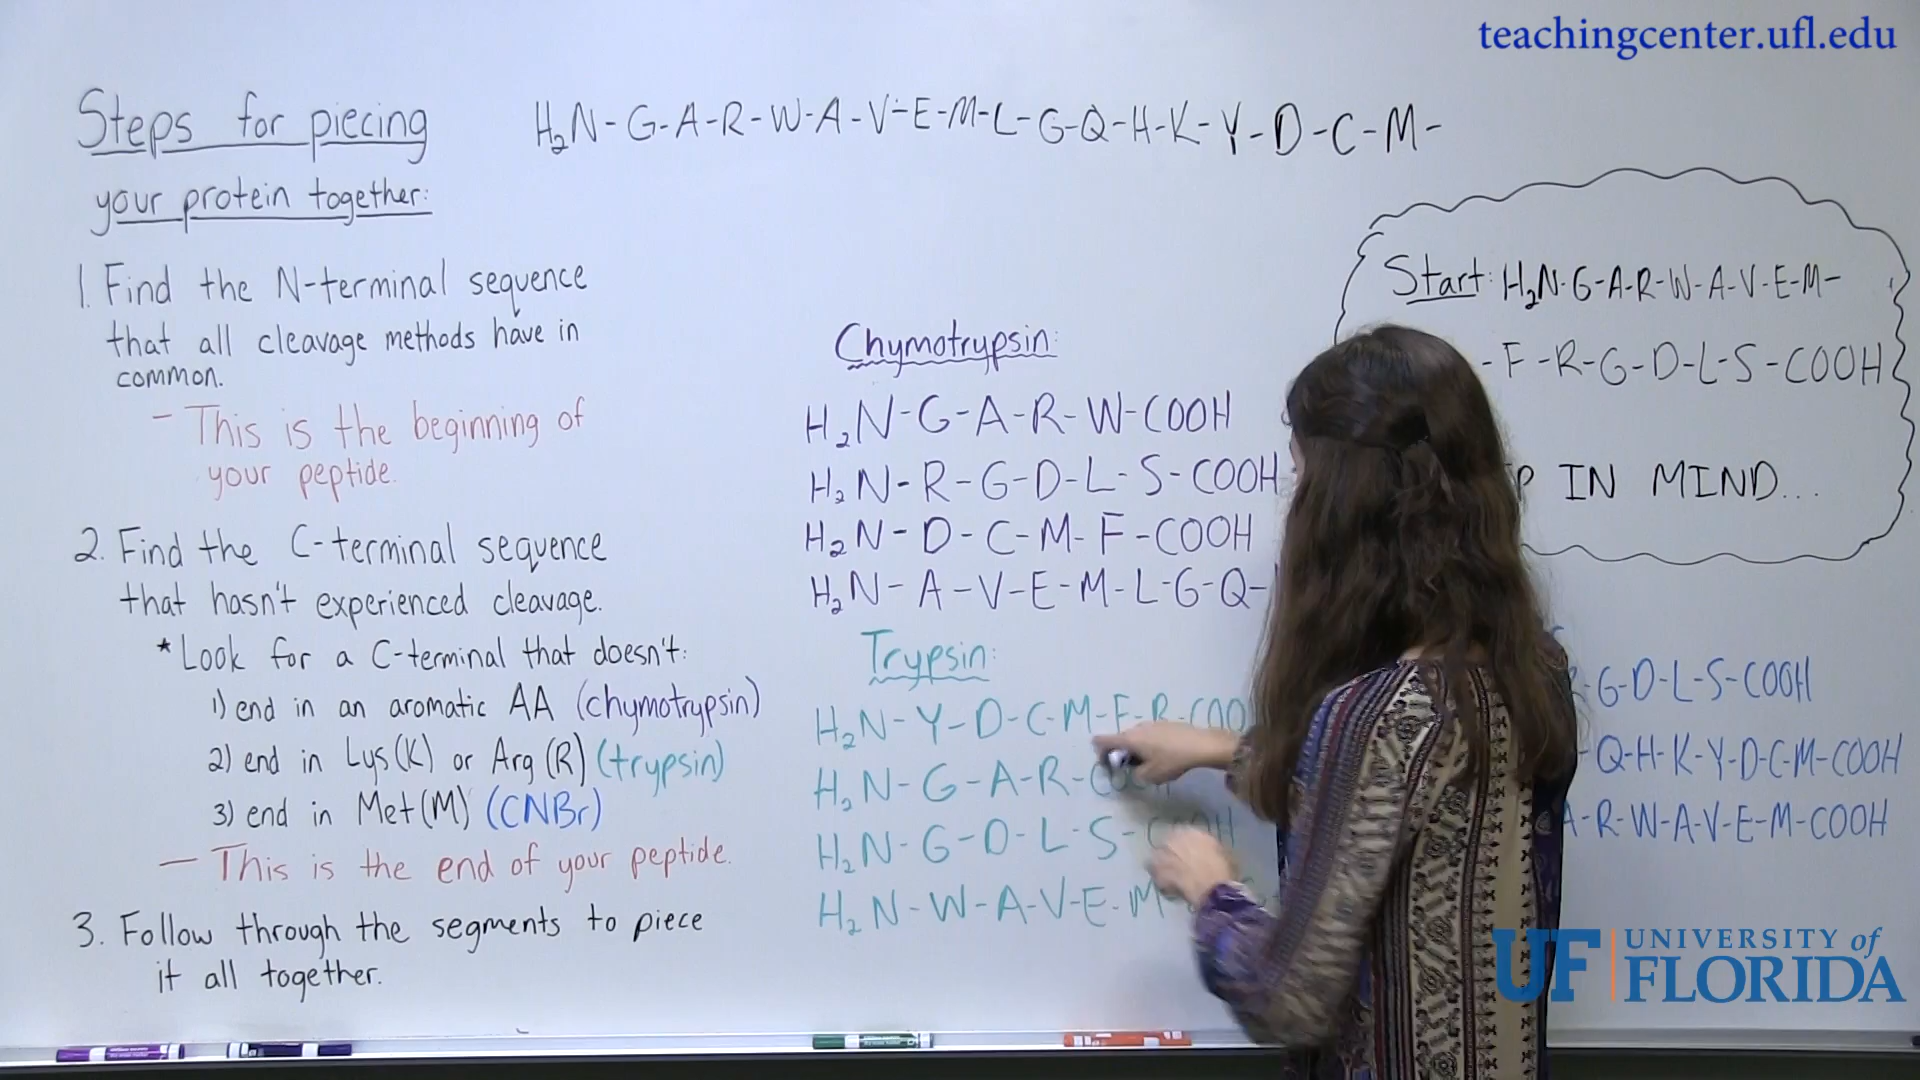 teachingcenter.ufl.edu
Steps for piecing
your protein together:
H₂N-G-A-R-W-A-V-E-M-L-G-Q-H-K-Y-D-C-M-
1. Find the N-terminal sequence
that all cleavage methods have in
common.
- This is the beginning of
your peptide.
2. Find the C-terminal sequence
that hasn't experienced cleavage.
* Look for a C-terminal that doesn't:
1) end in an aromatic AA (chymotrypsin)
2) end in Lys(K) or Arg(R) (trypsin)
3) end in Met(M) (CNBr)
- This is the end of your peptide.
3. Follow through the segments to piece
it all together.
Chymotrypsin:
H₂N-G-A-R-W-COOH
H₂N-R-G-D-L-S-COOH
H₂N-D-C-M-F-COOH
H₂N-A-V-E-M-L-G-Q-
Trypsin:
H₂N-Y-D-C-M-F-R-COO
H₂N-G-A-R-COOH
H₂N-G-D-L-S-COOH
H₂N-W-A-V-E-M
Start: H₂N-G-A-R-W-A-V-E-M-
-F-R-G-D-L-S-COOH
P IN MIND...
G-D-L-S-COOH
Q-H-K-Y-D-C-M-COOH
A-R-W-A-V-E-M-COOH
UF UNIVERSITY of
FLORIDA